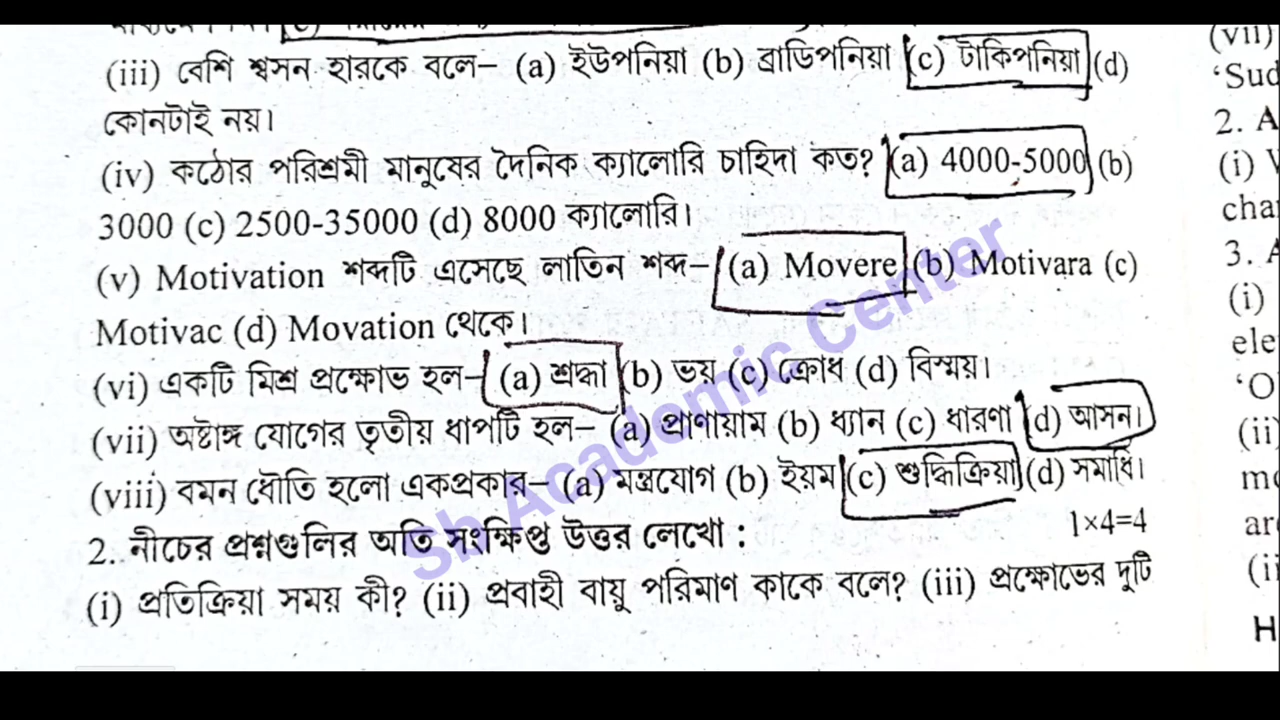 (iii) বেশি শ্বসন হারকে বলে– (a) ইউপনিয়া (b) ব্রাডিপনিয়া (c) টাকিপনিয়া (d)
কোনটাই নয়।
(iv) কঠোর পরিশ্রমী মানুষের দৈনিক ক্যালোরি চাহিদা কত? (a) 4000-5000 (b)
3000 (c) 2500-35000 (d) 8000 ক্যালোরি।
(v) Motivation শব্দটি এসেছে লাতিন শব্দ– (a) Movere (b) Motivara (c)
Motivac (d) Movation থেকে।
(vi) একটি মিশ্র প্রক্ষোভ হল– (a) শ্রদ্ধা (b) ভয় (c) ক্রোধ (d) বিস্ময়।
(vii) অষ্টাঙ্গ যোগের তৃতীয় ধাপটি হল– (a) প্রাণায়াম (b) ধ্যান (c) ধারণা (d) আসন।
(viii) বমন ধৌতি হলো একপ্রকার– (a) মন্ত্রযোগ (b) ইয়ম (c) শুদ্ধিক্রিয়া (d) সমাধি।
2. নীচের প্রশ্নগুলির অতি সংক্ষিপ্ত উত্তর লেখো : 1×4=4
(i) প্রতিক্রিয়া সময় কী? (ii) প্রবাহী বায়ু পরিমাণ কাকে বলে? (iii) প্রক্ষোভের দুটি
Sb Academic Center
(vii)
'Sud
2. A
(i)
cha
3.
(i)
ele
'O
(ii)
ar
H